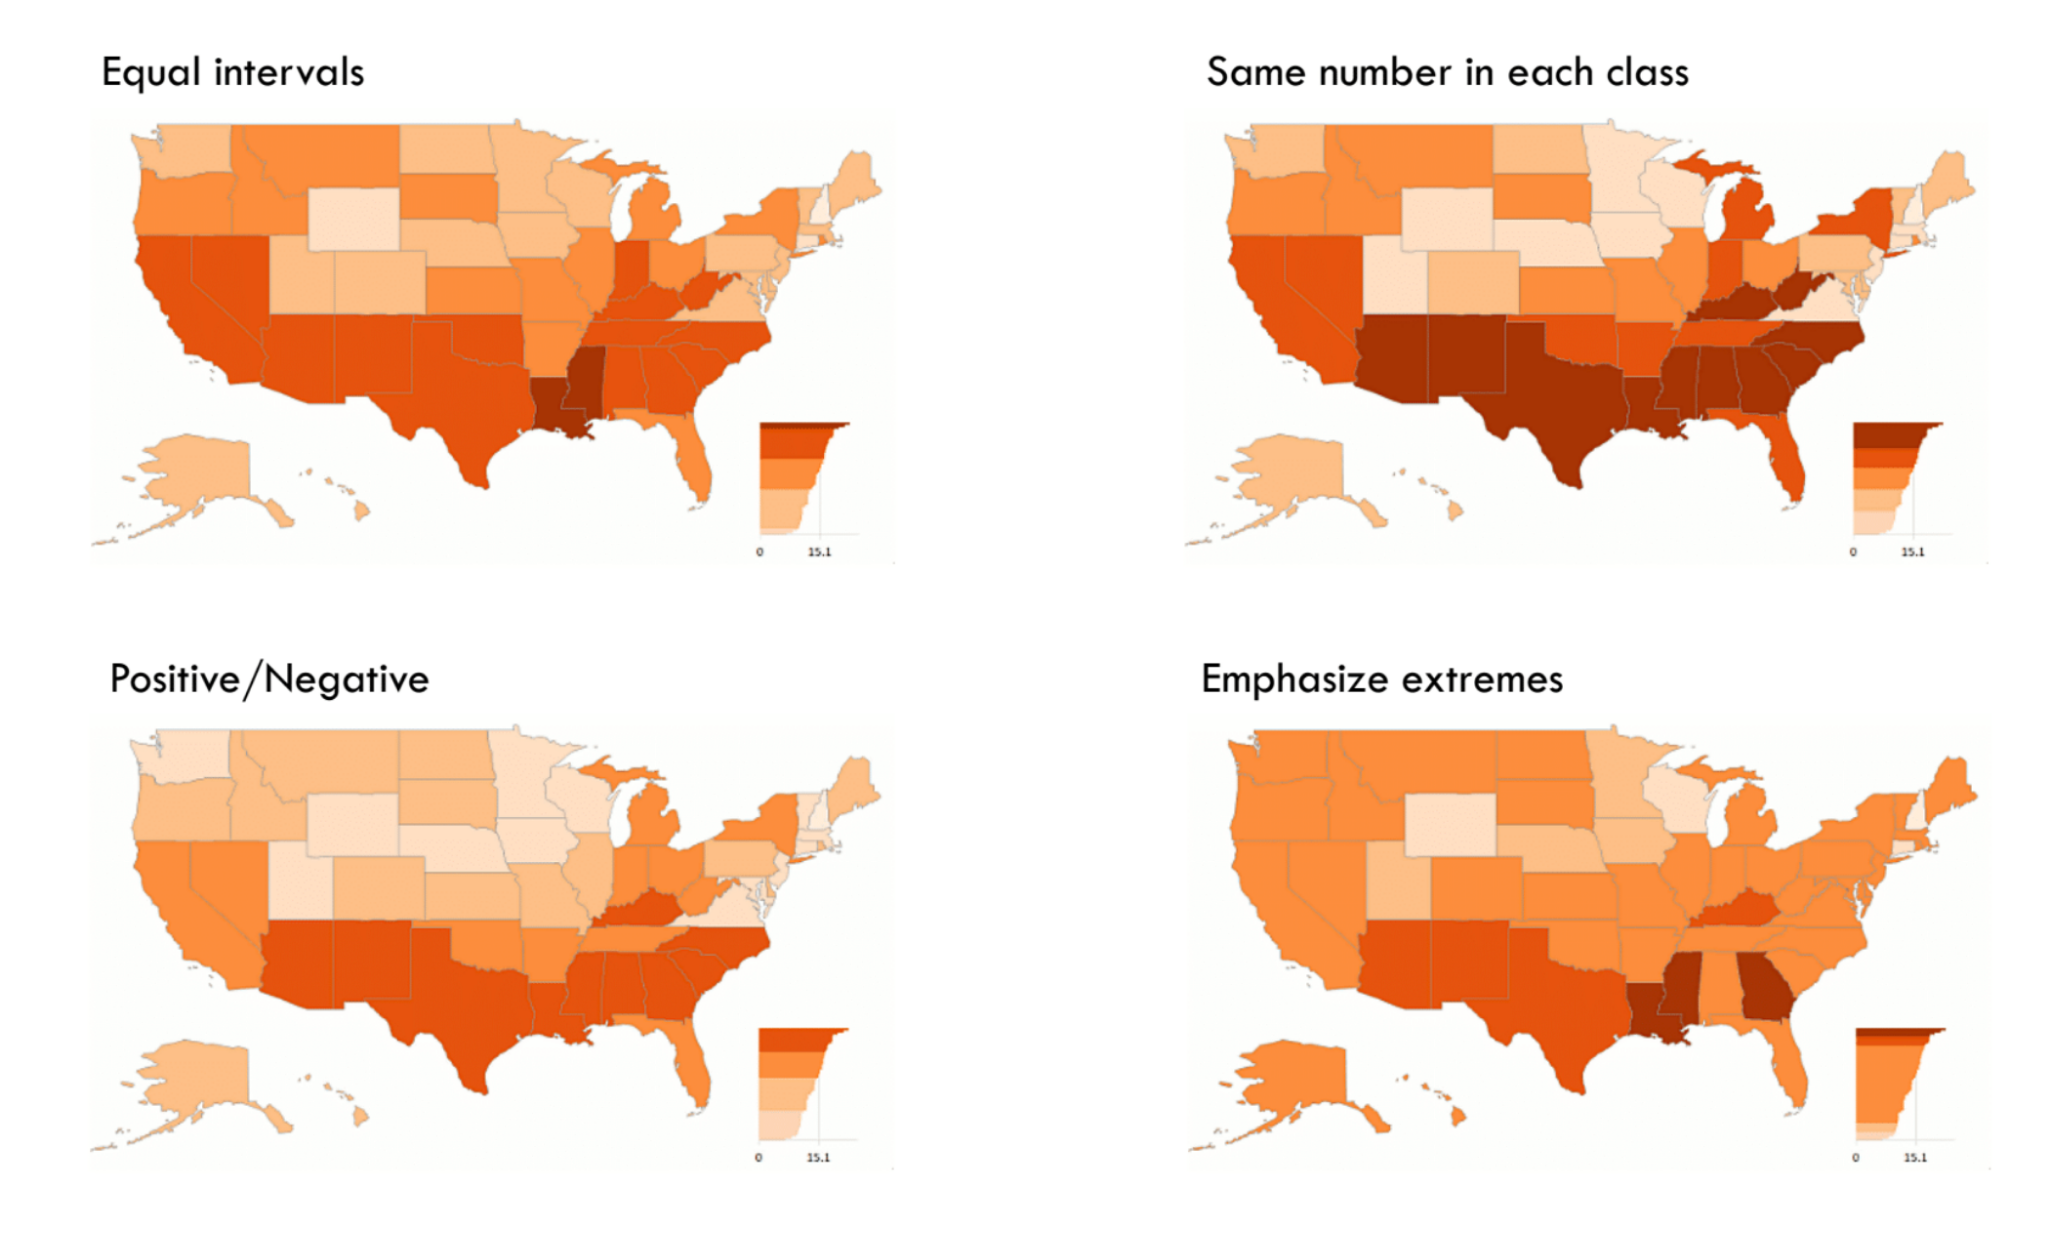 Equal intervals
Same number in each class
0 15.1
0 15.1
Positive/Negative
Emphasize extremes
0 15.1
0 15.1